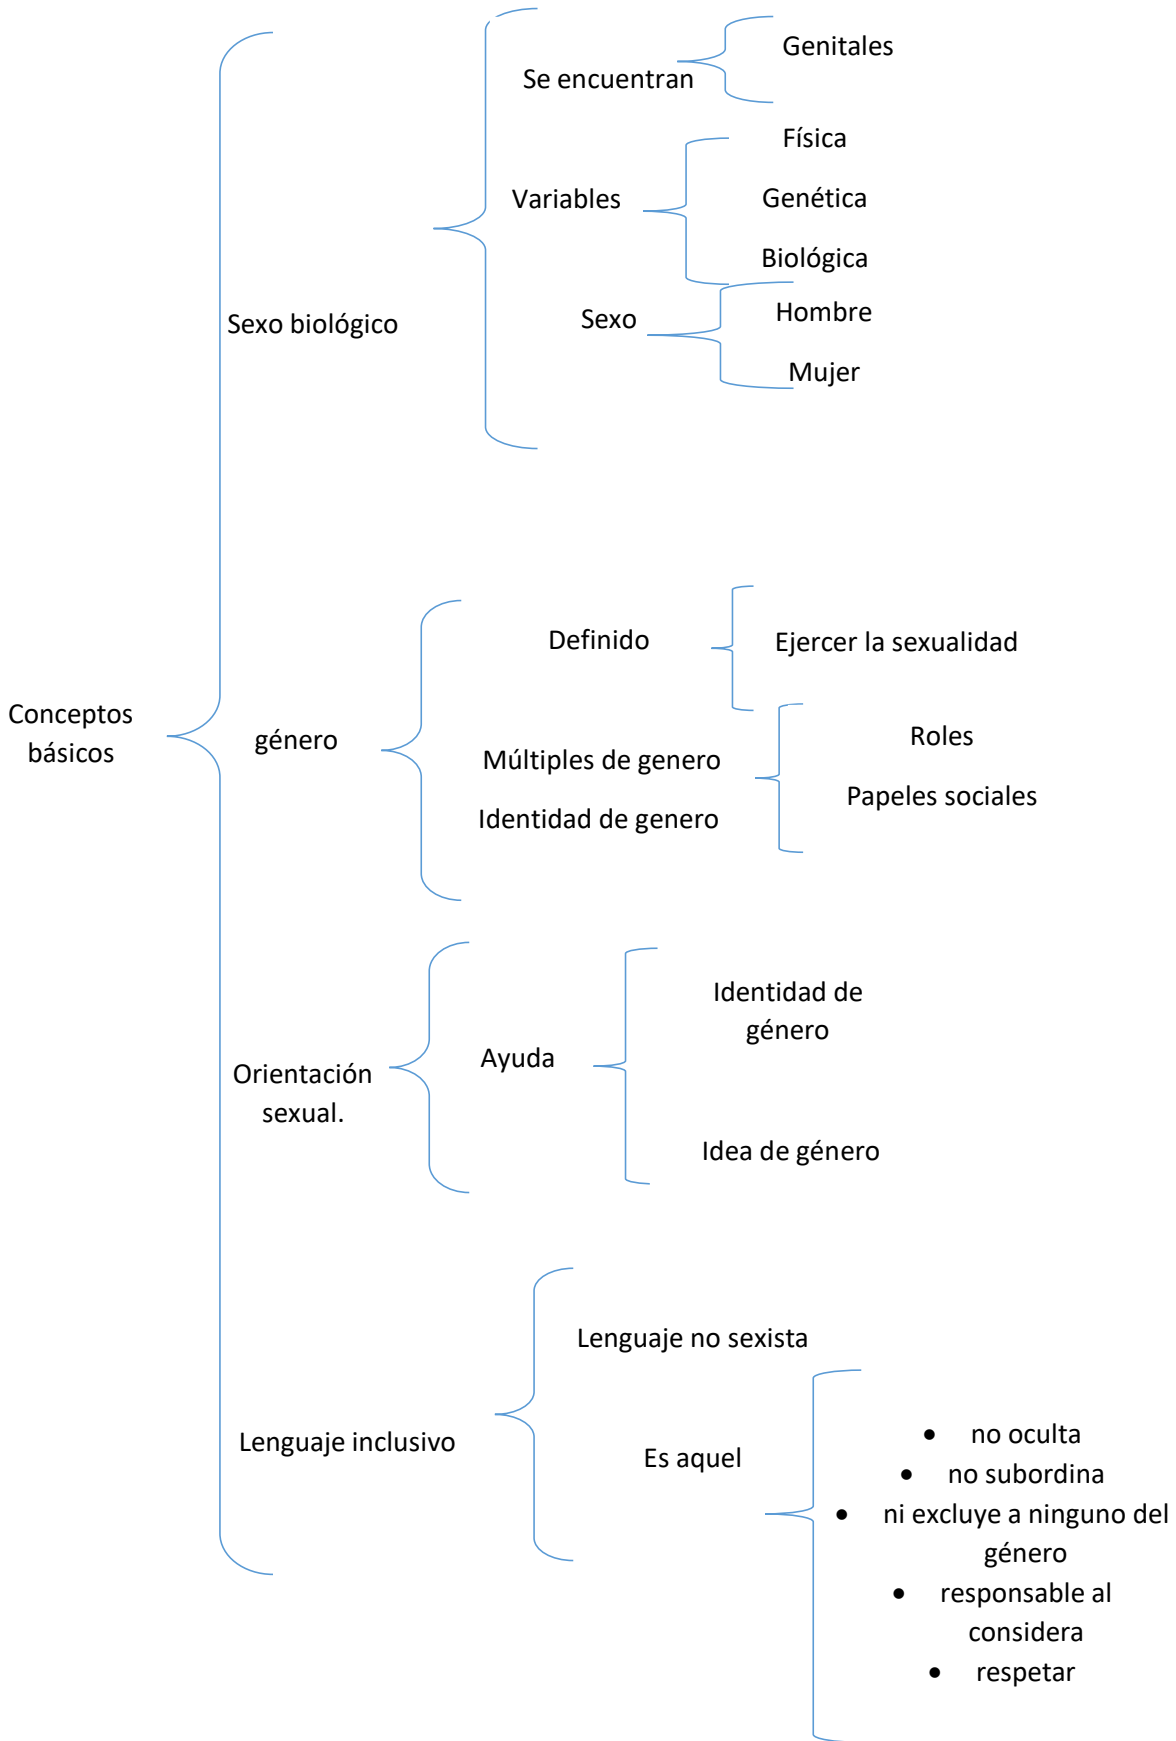 Conceptos
básicos
Sexo biológico
Se encuentran
Genitales
Variables
Física
Genética
Biológica
Sexo
Hombre
Mujer
género
Definido
Ejercer la sexualidad
Múltiples de genero
Identidad de genero
Roles
Papeles sociales
Orientación
sexual.
Ayuda
Identidad de
género
Idea de género
Lenguaje inclusivo
Lenguaje no sexista
Es aquel
• no oculta
• no subordina
• ni excluye a ninguno del
género
• responsable al
considera
• respetar